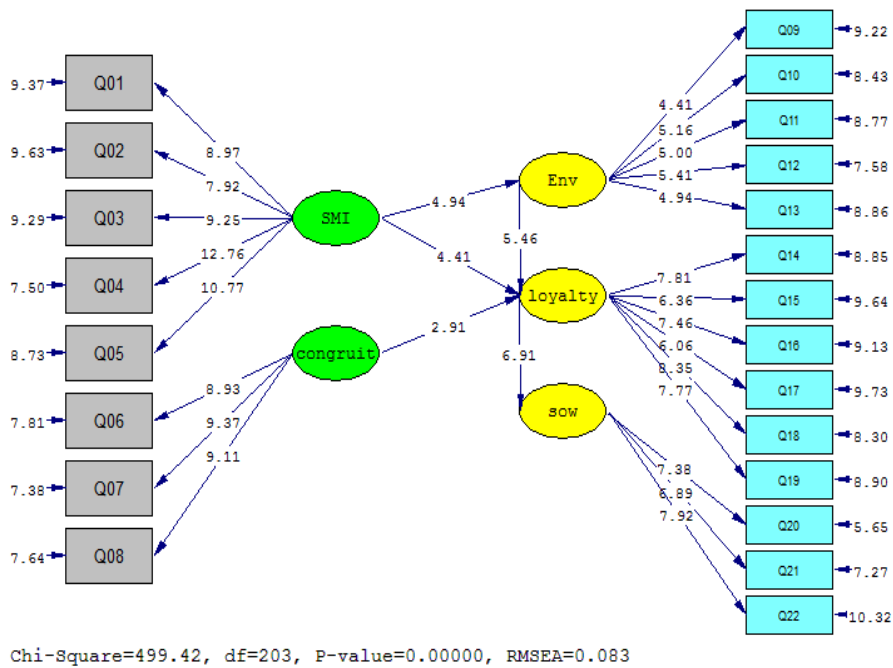 9.37 Q01
9.63 Q02
9.29 Q03
7.50 Q04
8.73 Q05
7.81 Q06
7.38 Q07
7.64 Q08
8.97
7.92
9.25
12.76
10.77
8.93
9.37
9.11
SMI
congruit
4.94
4.41
2.91
Env
5.46
loyalty
6.91
sow
4.41
5.16
5.00
5.41
4.94
7.81
6.36
7.46
6.06
8.35
7.77
7.38
6.89
7.92
Q09 9.22
Q10 8.43
Q11 8.77
Q12 7.58
Q13 8.86
Q14 8.85
Q15 9.64
Q16 9.13
Q17 9.73
Q18 8.30
Q19 8.90
Q20 5.65
Q21 7.27
Q22 10.32
Chi-Square=499.42, df=203, P-value=0.00000, RMSEA=0.083